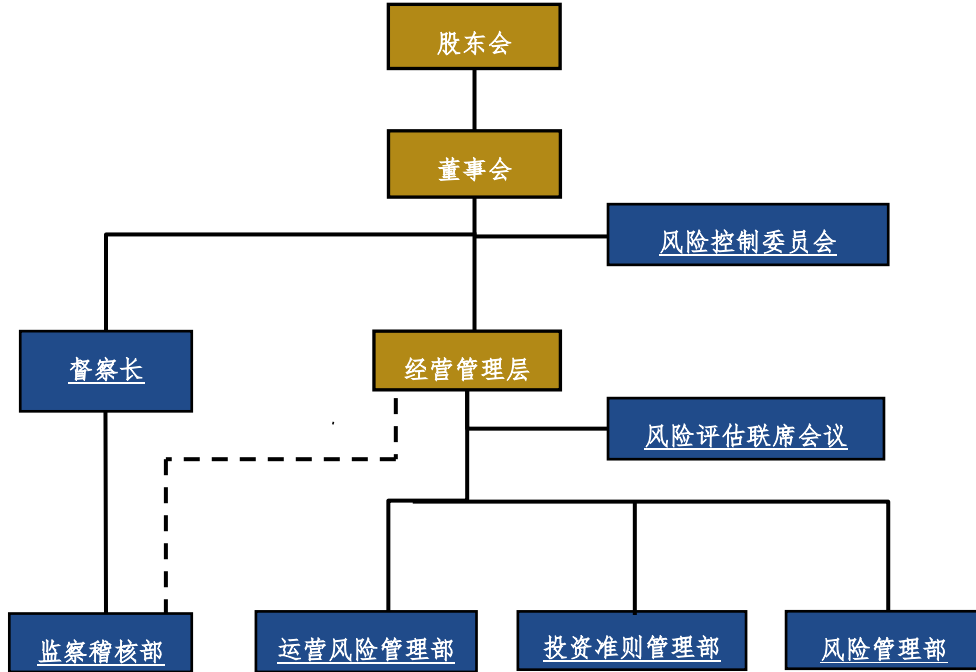 股东会
董事会
风险控制委员会
督察长
经营管理层
风险评估联席会议
监察稽核部
运营风险管理部
投资准则管理部
风险管理部